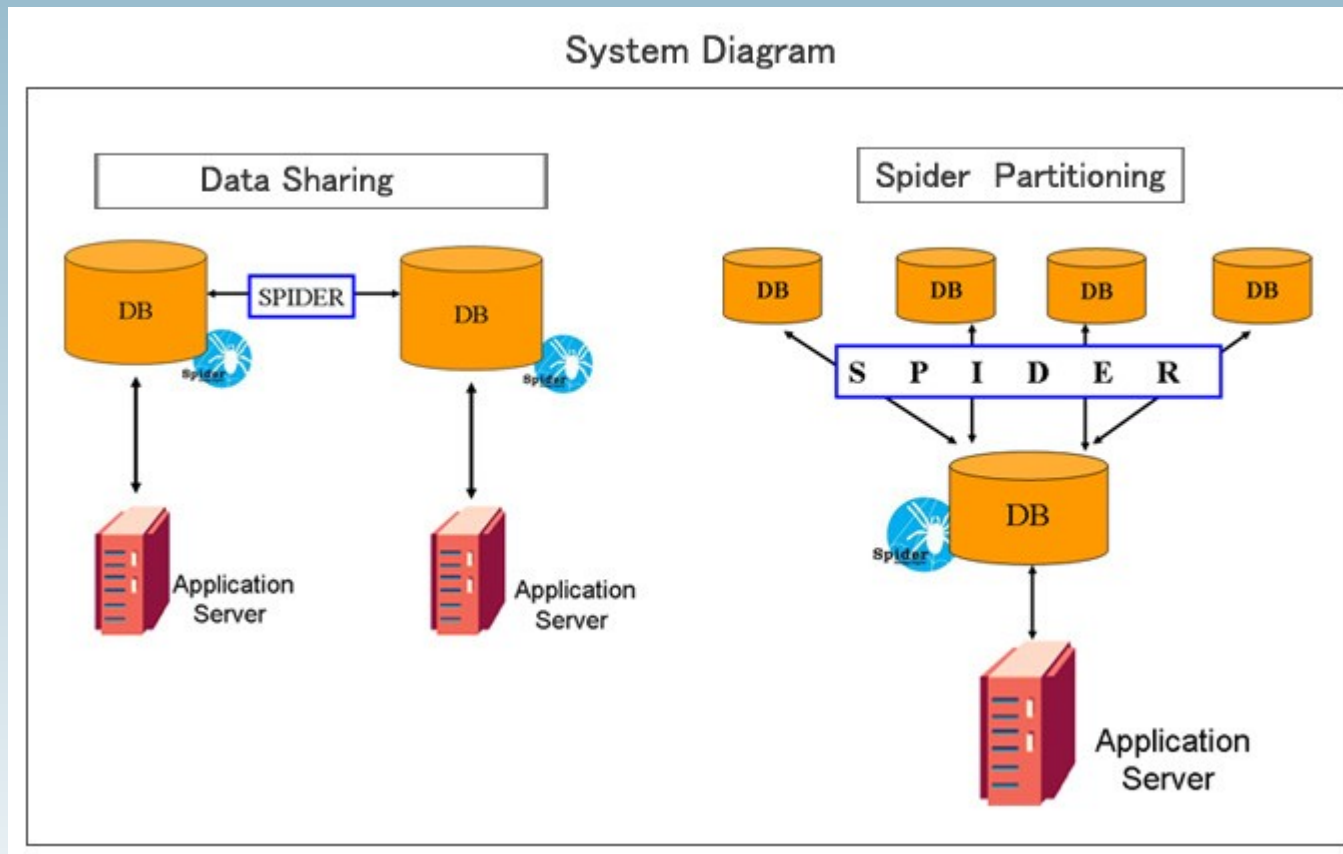 System Diagram
Data Sharing
DB
SPIDER
DB
Spider
Spider
Application
Server
Application
Server
Spider Partitioning
DB
DB
DB
DB
S P I D E R
DB
Spider
Application
Server